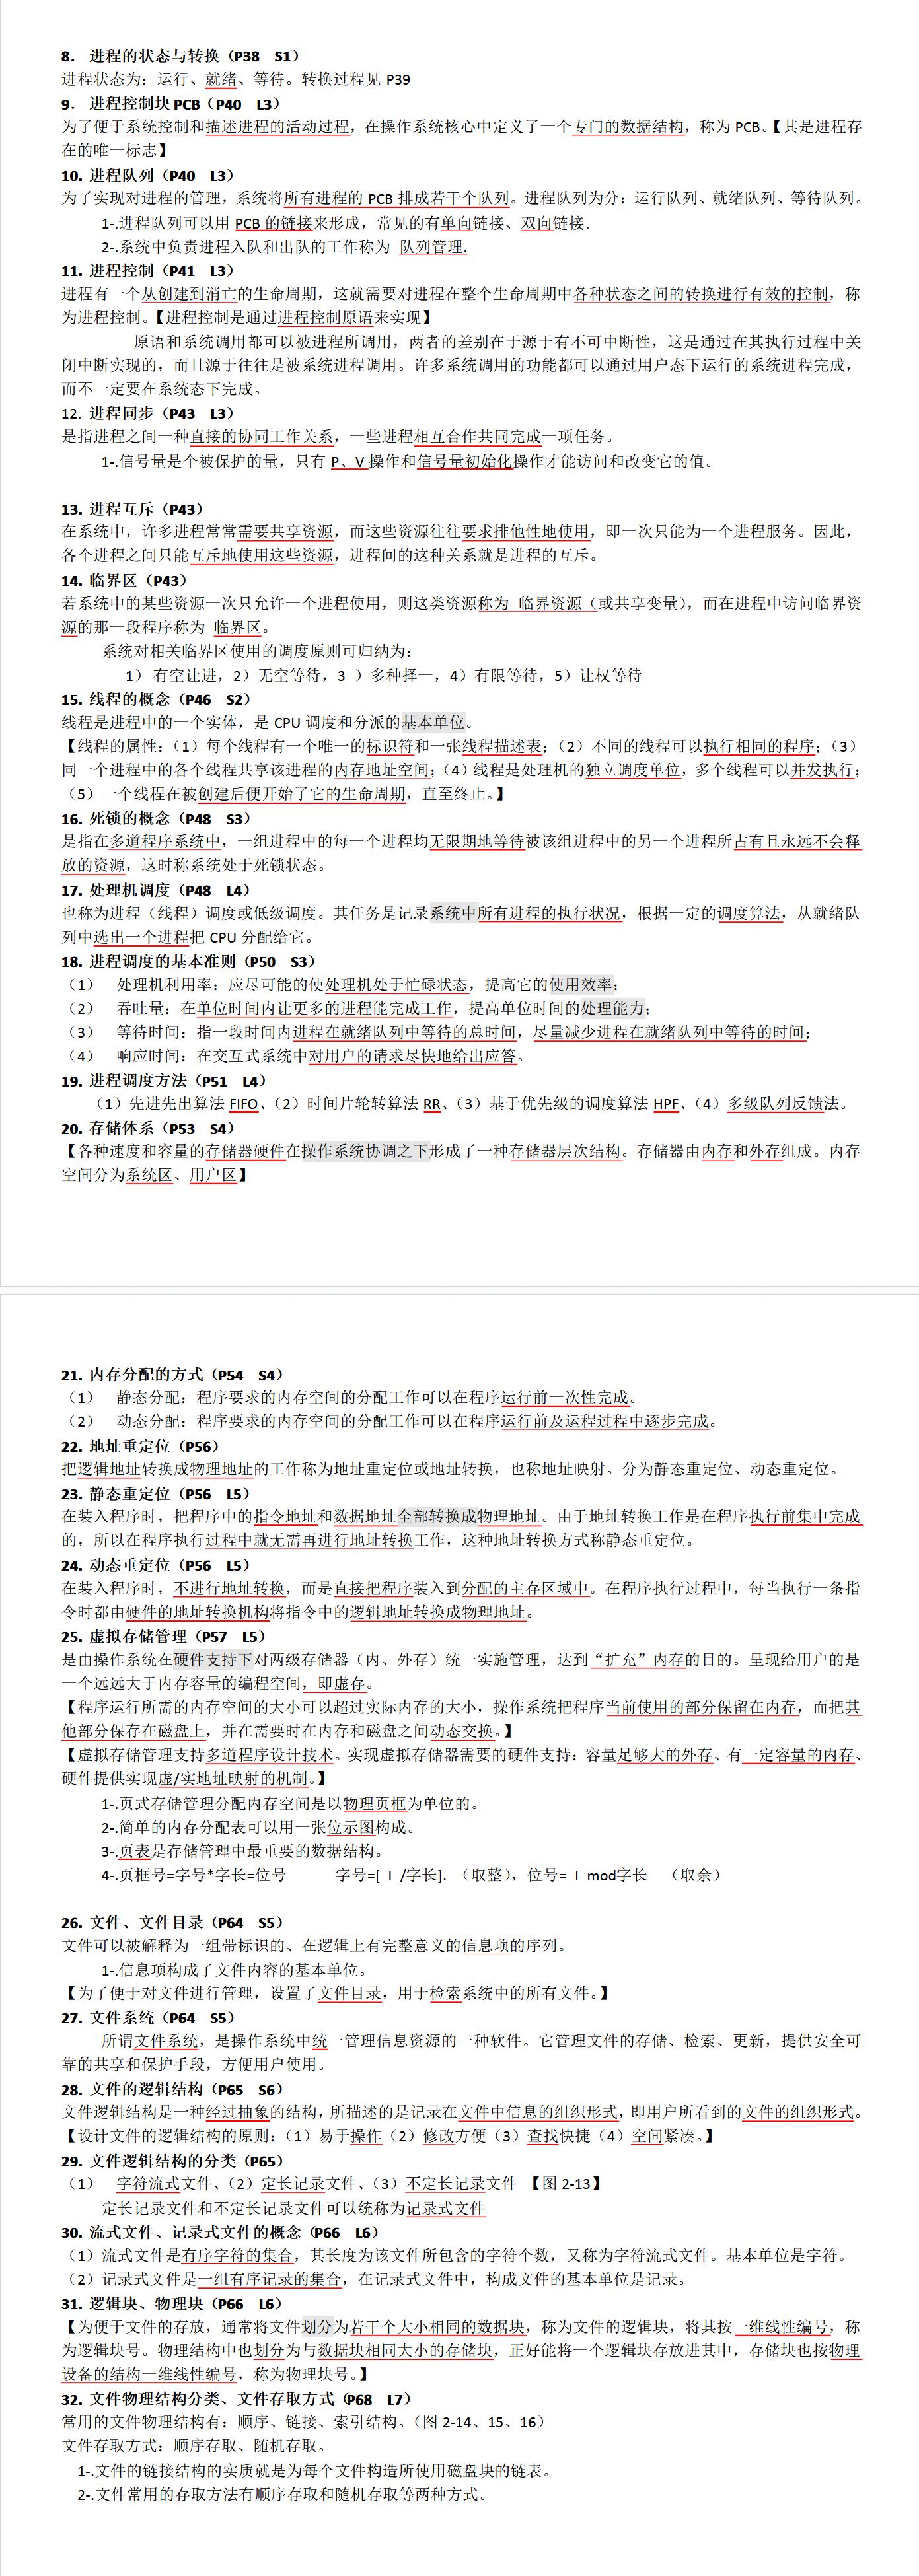 8. 进程的状态与转换（P38 S1）
进程状态为：运行、就绪、等待。转换过程见 P39
9. 进程控制块 PCB（P40 L3）
为了便于系统控制和描述进程的活动过程，在操作系统核心中定义了一个专门的数据结构，称为 PCB。【其是进程存
在的唯一标志】
10. 进程队列（P40 L3）
为了实现对进程的管理，系统将所有进程的 PCB 排成若干个队列。进程队列为分：运行队列、就绪队列、等待队列。
1-.进程队列可以用 PCB 的链接来形成，常见的有单向链接、双向链接.
2-.系统中负责进程入队和出队的工作称为 队列管理.
11. 进程控制（P41 L3）
进程有一个从创建到消亡的生命周期，这就需要对进程在整个生命周期中各种状态之间的转换进行有效的控制，称
为进程控制。【进程控制是通过进程控制原语来实现】
原语和系统调用都可以被进程所调用，两者的差别在于源于有不可中断性，这是通过在其执行过程中关
闭中断实现的，而且源于往往是被系统进程调用。许多系统调用的功能都可以通过用户态下运行的系统进程完成，
而不一定要在系统态下完成。
12. 进程同步（P43 L3）
是指进程之间一种直接的协同工作关系，一些进程相互合作共同完成一项任务。
1-.信号量是个被保护的量，只有 P、V 操作和信号量初始化操作才能访问和改变它的值。
13. 进程互斥（P43）
在系统中，许多进程常常需要共享资源，而这些资源往往要求排他性地使用，即一次只能为一个进程服务。因此，
各个进程之间只能互斥地使用这些资源，进程间的这种关系就是进程的互斥。
14. 临界区（P43）
若系统中的某些资源一次只允许一个进程使用，则这类资源称为 临界资源（或共享变量），而在进程中访问临界资
源的那一段程序称为 临界区。
系统对相关临界区使用的调度原则可归纳为：
1） 有空让进，2）无空等待，3 ）多种择一，4）有限等待，5）让权等待
15. 线程的概念（P46 S2）
线程是进程中的一个实体，是 CPU 调度和分派的基本单位。
【线程的属性：（1）每个线程有一个唯一的标识符和一张线程描述表；（2）不同的线程可以执行相同的程序；（3）
同一个进程中的各个线程共享该进程的内存地址空间；（4）线程是处理机的独立调度单位，多个线程可以并发执行；
（5）一个线程在被创建后便开始了它的生命周期，直至终止。】
16. 死锁的概念（P48 S3）
是指在多道程序系统中，一组进程中的每一个进程均无限期地等待被该组进程中的另一个进程所占有且永远不会释
放的资源，这时称系统处于死锁状态。
17. 处理机调度（P48 L4）
也称为进程（线程）调度或低级调度。其任务是记录系统中所有进程的执行状况，根据一定的调度算法，从就绪队
列中选出一个进程把 CPU 分配给它。
18. 进程调度的基本准则（P50 S3）
（1） 处理机利用率：应尽可能的使处理机处于忙碌状态，提高它的使用效率；
（2） 吞吐量：在单位时间内让更多的进程能完成工作，提高单位时间的处理能力；
（3） 等待时间：指一段时间内进程在就绪队列中等待的总时间，尽量减少进程在就绪队列中等待的时间；
（4） 响应时间：在交互式系统中对用户的请求尽快地给出应答。
19. 进程调度方法（P51 L4）
（1）先进先出算法 FIFO、（2）时间片轮转算法 RR、（3）基于优先级的调度算法 HPF、（4）多级队列反馈法。
20. 存储体系（P53 S4）
【各种速度和容量的存储器硬件在操作系统协调之下形成了一种存储器层次结构。存储器由内存和外存组成。内存
空间分为系统区、用户区】
21. 内存分配的方式（P54 S4）
（1） 静态分配：程序要求的内存空间的分配工作可以在程序运行前一次性完成。
（2） 动态分配：程序要求的内存空间的分配工作可以在程序运行前及运程过程中逐步完成。
22. 地址重定位（P56）
把逻辑地址转换成物理地址的工作称为地址重定位或地址转换，也称地址映射。分为静态重定位、动态重定位。
23. 静态重定位（P56 L5）
在装入程序时，把程序中的指令地址和数据地址全部转换成物理地址。由于地址转换工作是在程序执行前集中完成
的，所以在程序执行过程中就无需再进行地址转换工作，这种地址转换方式称静态重定位。
24. 动态重定位（P56 L5）
在装入程序时，不进行地址转换，而是直接把程序装入到分配的主存区域中。在程序执行过程中，每当执行一条指
令时都由硬件的地址转换机构将指令中的逻辑地址转换成物理地址。
25. 虚拟存储管理（P57 L5）
是由操作系统在硬件支持下对两级存储器（内、外存）统一实施管理，达到“扩充”内存的目的。呈现给用户的是
一个远远大于内存容量的编程空间，即虚存。
【程序运行所需的内存空间的大小可以超过实际内存的大小，操作系统把程序当前使用的部分保留在内存，而把其
他部分保存在磁盘上，并在需要时在内存和磁盘之间动态交换。】
【虚拟存储管理支持多道程序设计技术。实现虚拟存储器需要的硬件支持：容量足够大的外存、有一定容量的内存、
硬件提供实现虚/实地址映射的机制。】
1-.页式存储管理分配内存空间是以物理页框为单位的。
2-.简单的内存分配表可以用一张位示图构成。
3-.页表是存储管理中最重要的数据结构。
4-.页框号=字号*字长=位号 字号=[ I /字长]. （取整），位号= I mod字长 （取余）
26. 文件、文件目录（P64 S5）
文件可以被解释为一组带标识的、在逻辑上有完整意义的信息项的序列。
1-.信息项构成了文件内容的基本单位。
【为了便于对文件进行管理，设置了文件目录，用于检索系统中的所有文件。】
27. 文件系统（P64 S5）
所谓文件系统，是操作系统中统一管理信息资源的一种软件。它管理文件的存储、检索、更新，提供安全可
靠的共享和保护手段，方便用户使用。
28. 文件的逻辑结构（P65 S6）
文件逻辑结构是一种经过抽象的结构，所描述的是记录在文件中信息的组织形式，即用户所看到的文件的组织形式。
【设计文件的逻辑结构的原则：（1）易于操作（2）修改方便（3）查找快捷（4）空间紧凑。】
29. 文件逻辑结构的分类（P65）
（1） 字符流式文件、（2）定长记录文件、（3）不定长记录文件 【图 2-13】
定长记录文件和不定长记录文件可以统称为记录式文件
30. 流式文件、记录式文件的概念（P66 L6）
（1）流式文件是有序字符的集合，其长度为该文件所包含的字符个数，又称为字符流式文件。基本单位是字符。
（2）记录式文件是一组有序记录的集合，在记录式文件中，构成文件的基本单位是记录。
31. 逻辑块、物理块（P66 L6）
【为便于文件的存放，通常将文件划分为若干个大小相同的数据块，称为文件的逻辑块，将其按一维线性编号，称
为逻辑块号。物理结构中也划分为与数据块相同大小的存储块，正好能将一个逻辑块存放进其中，存储块也按物理
设备的结构一维线性编号，称为物理块号。】
32. 文件物理结构分类、文件存取方式（P68 L7）
常用的文件物理结构有：顺序、链接、索引结构。（图 2-14、15、16）
文件存取方式：顺序存取、随机存取。
1-.文件的链接结构的实质就是为每个文件构造所使用磁盘块的链表。
2-.文件常用的存取方法有顺序存取和随机存取等两种方式。